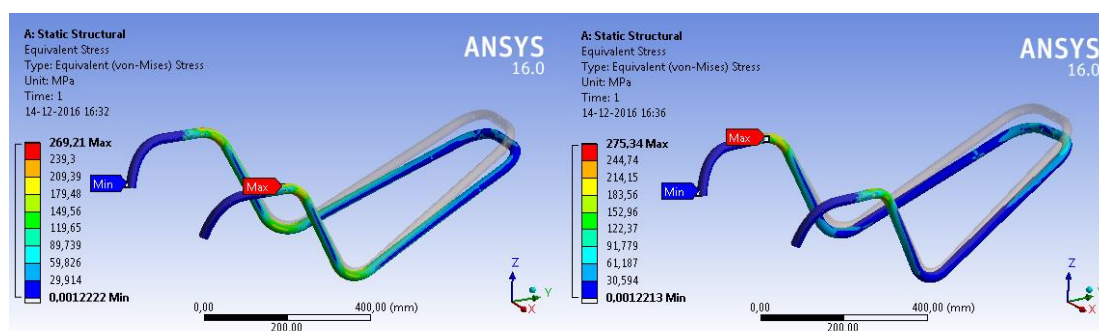 A: Static Structural
Equivalent Stress
Type: Equivalent (von-Mises) Stress
Unit: MPa
Time: 1
14-12-2016 16:32
ANSYS
16.0
269,21 Max
239,3
209,39
179,48
149,56
119,65
89,739
59,826
29,914
0,0012222 Min
Min
Max
0,00
400,00 (mm)
200,00
Z
Y
X
A: Static Structural
Equivalent Stress
Type: Equivalent (von-Mises) Stress
Unit: MPa
Time: 1
14-12-2016 16:36
ANSYS
16.0
275,34 Max
244,74
214,15
183,56
152,96
122,37
91,779
61,187
30,594
0,0012213 Min
Max
Min
0,00
400,00 (mm)
200,00
Z
Y
X